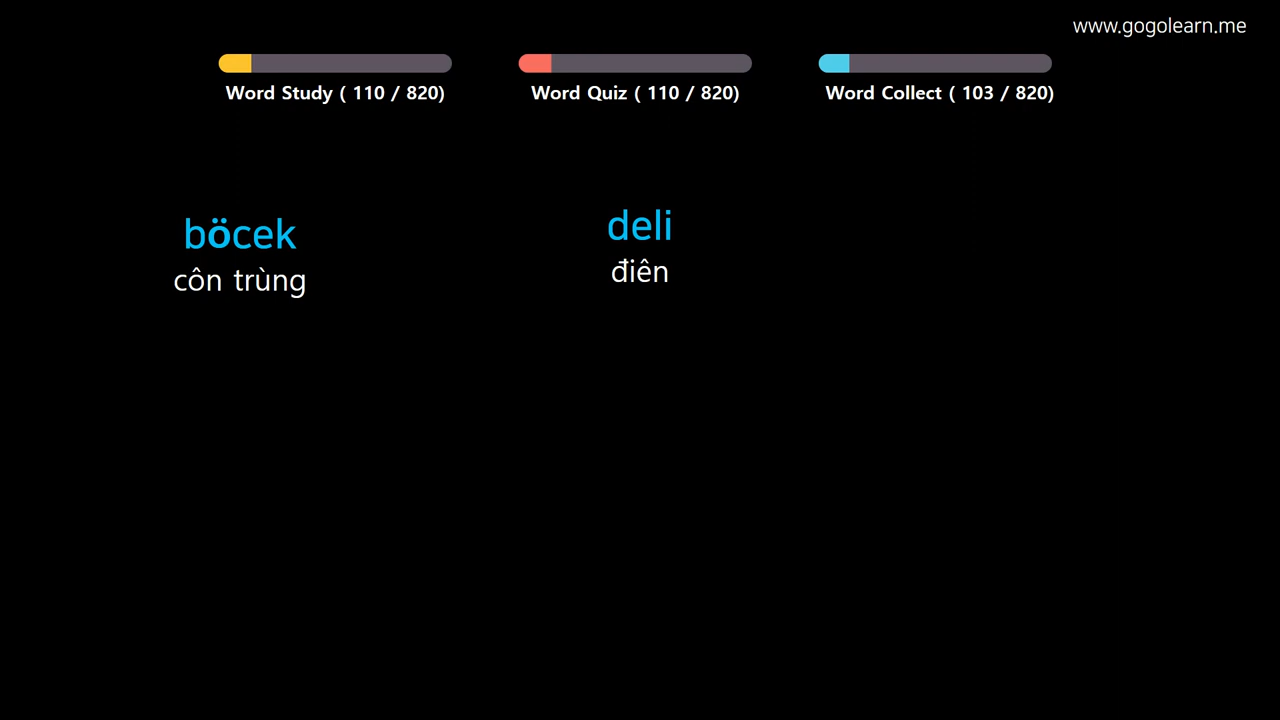 www.gogolearn.me
Word Study ( 110 / 820)
Word Quiz ( 110 / 820)
Word Collect ( 103 / 820)
böcek
côn trùng
deli
điên